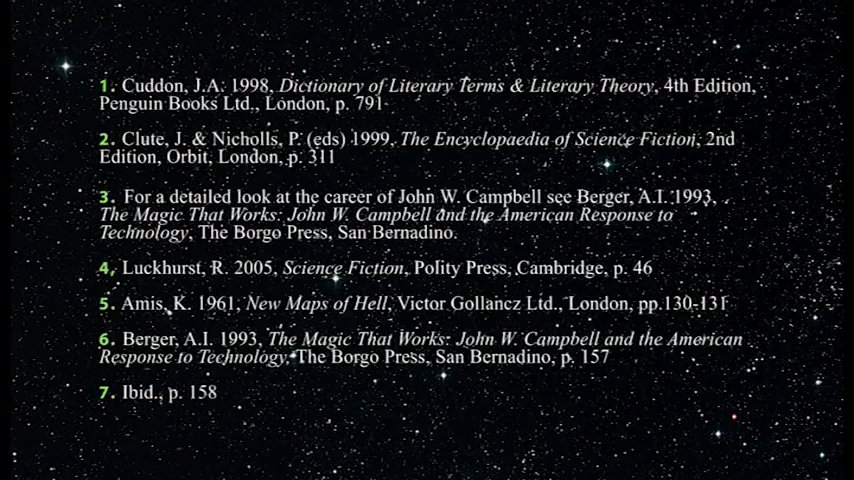 1. Cuddon, J.A. 1998, Dictionary of Literary Terms & Literary Theory, 4th Edition,
Penguin Books Ltd., London, p. 791
2. Clute, J. & Nicholls, P. (eds) 1999, The Encyclopaedia of Science Fiction, 2nd
Edition, Orbit, London, p. 311
3. For a detailed look at the career of John W. Campbell see Berger, A.I. 1993,
The Magic That Works: John W. Campbell and the American Response to
Technology, The Borgo Press, San Bernadino.
4, Luckhurst, R. 2005, Science Fiction, Polity Press, Cambridge, p. 46
5. Amis, K. 1961, New Maps of Hell, Victor Gollancz Ltd., London, pp.130-131
6. Berger, A.I. 1993, The Magic That Works: John W. Campbell and the American
Response to Technology, The Borgo Press, San Bernadino, p. 157
7. Ibid., p. 158